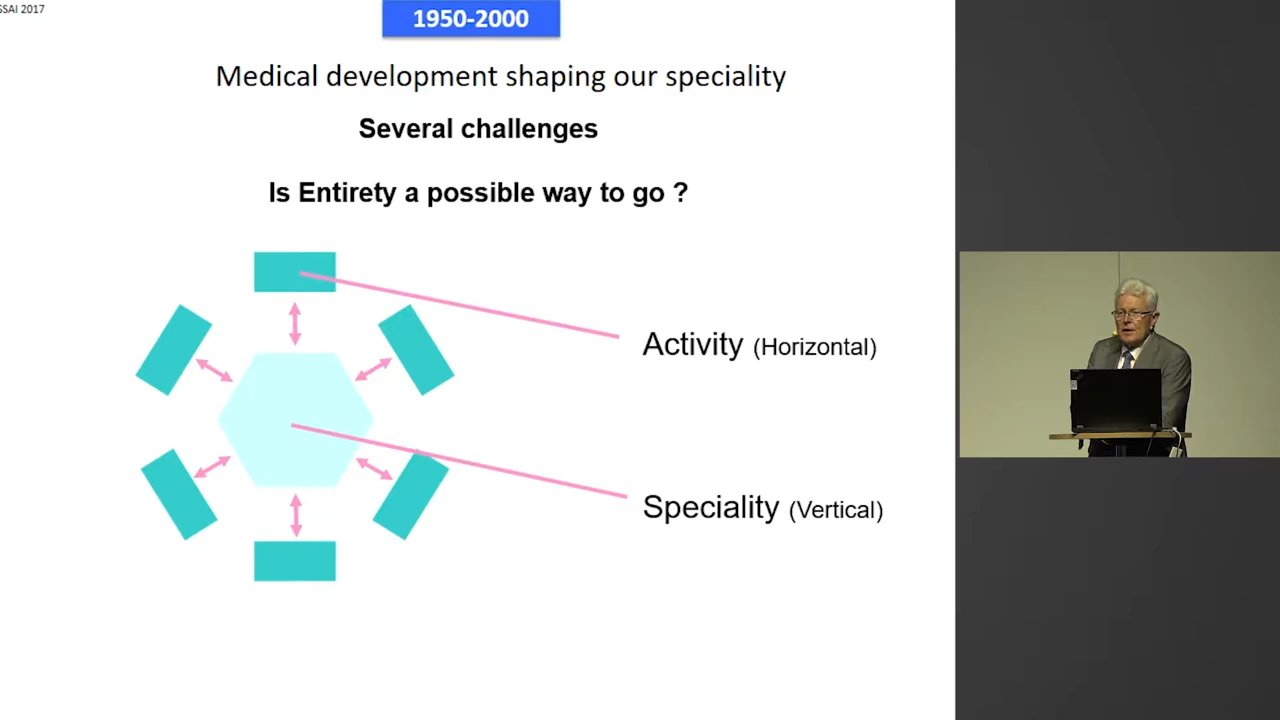 SSAI 2017
1950-2000
Medical development shaping our speciality
Several challenges
Is Entirety a possible way to go ?
Activity (Horizontal)
Speciality (Vertical)